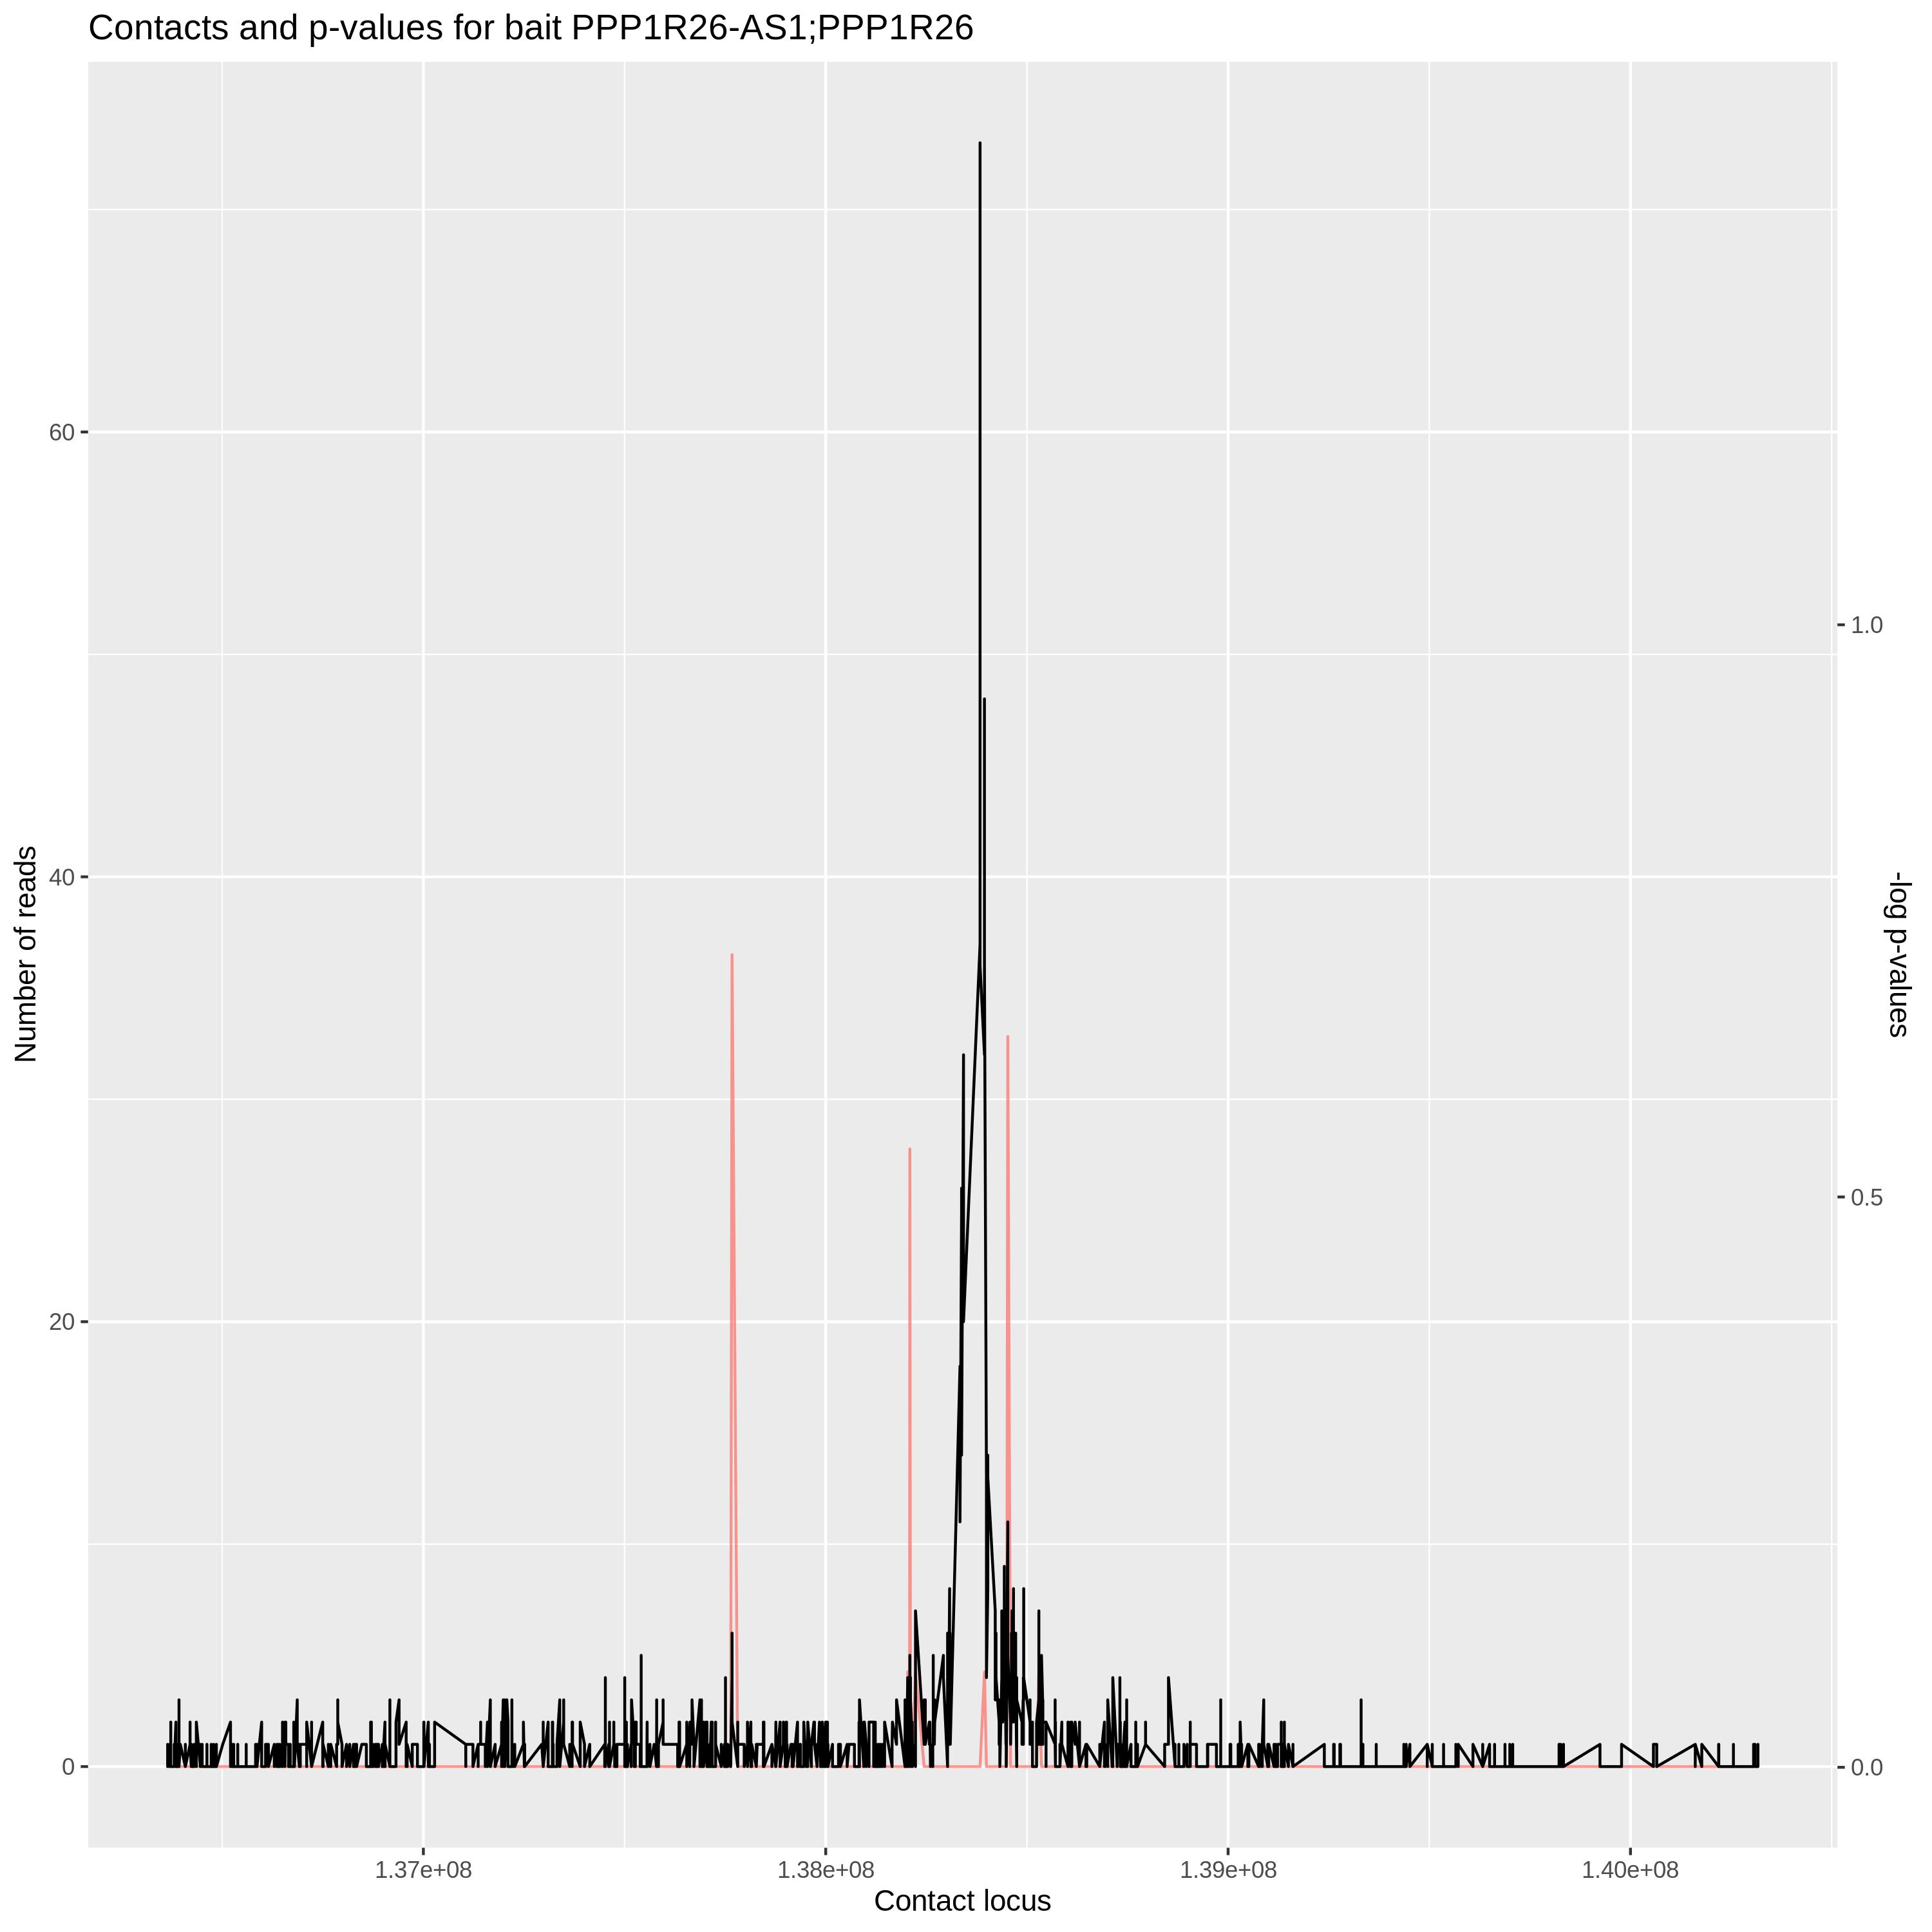 Contacts and p-values for bait PPP1R26-AS1;PPP1R26
60
40
20
0
Number of reads
1.0
0.5
0.0
-log p-values
1.37e+08
1.38e+08
1.39e+08
1.40e+08
Contact locus